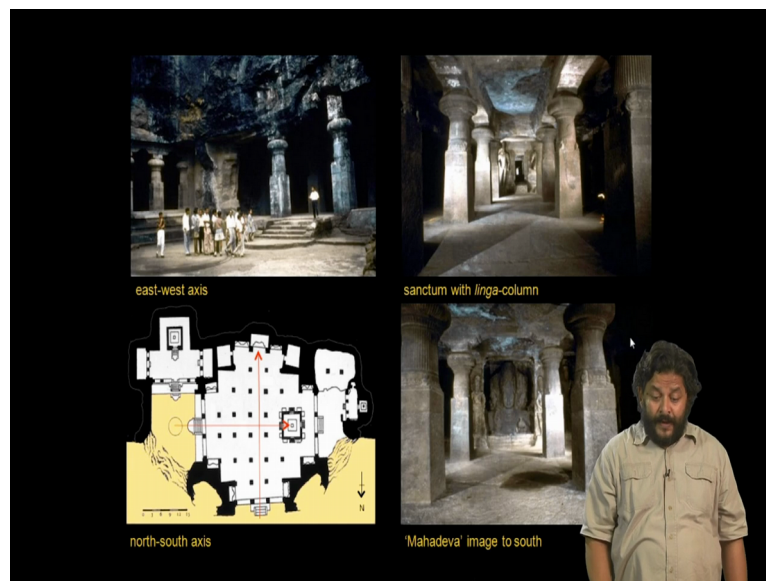 east-west axis
sanctum with linga-column
N
north-south axis
'Mahadeva' image to south